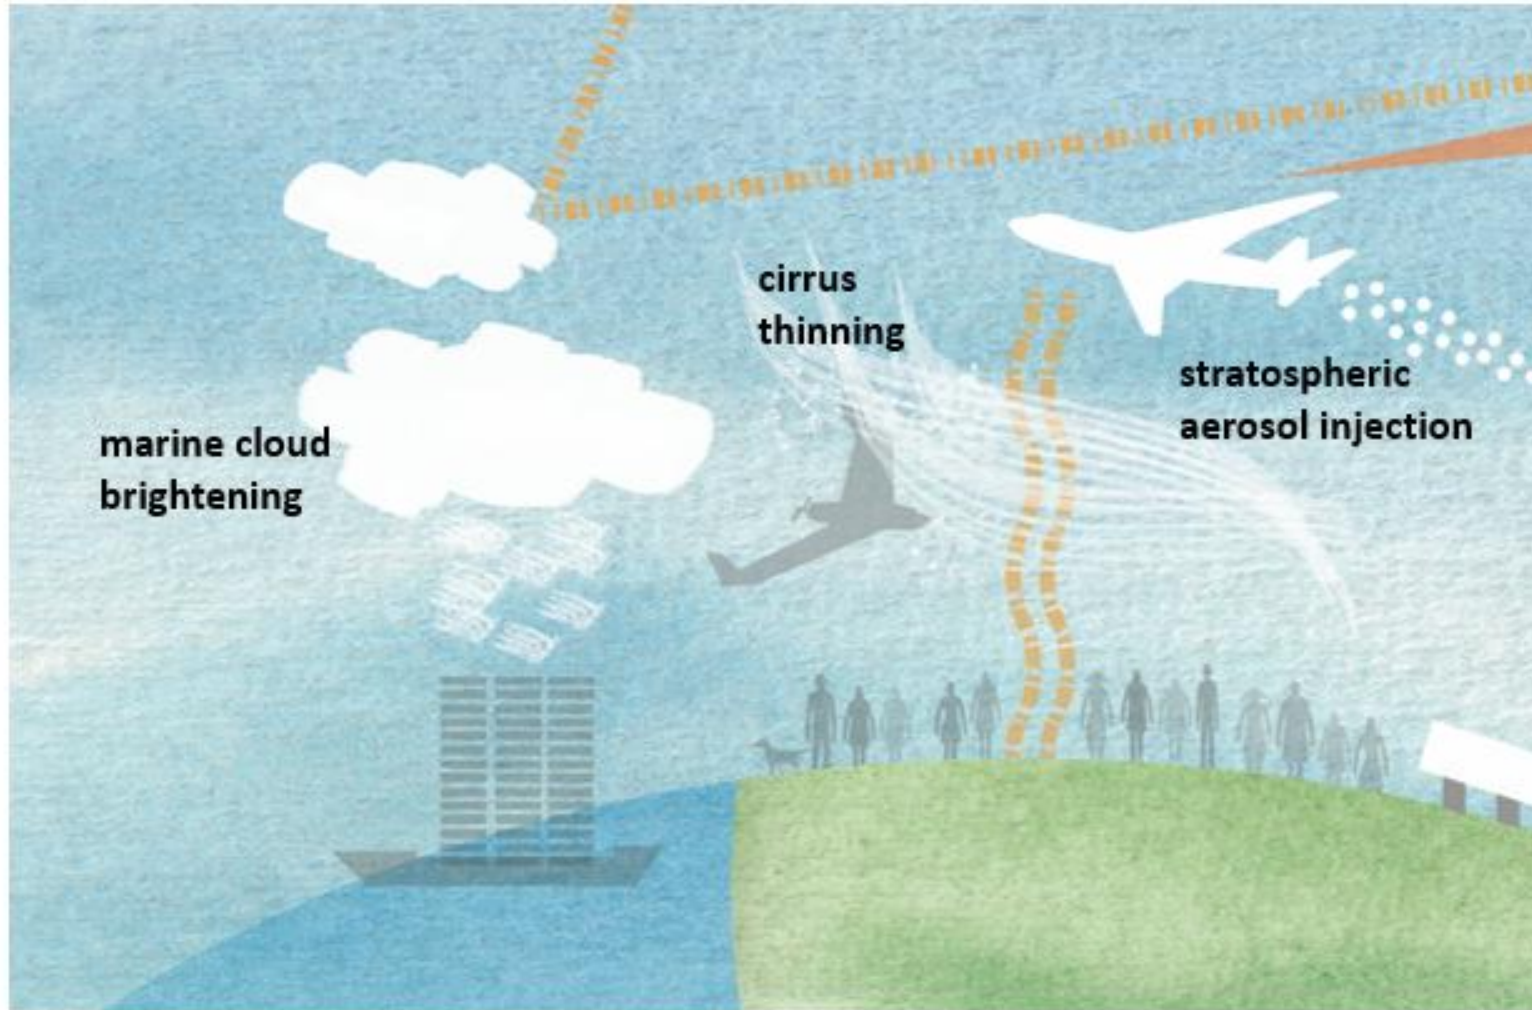 cirrus
thinning
stratospheric
aerosol injection
marine cloud
brightening